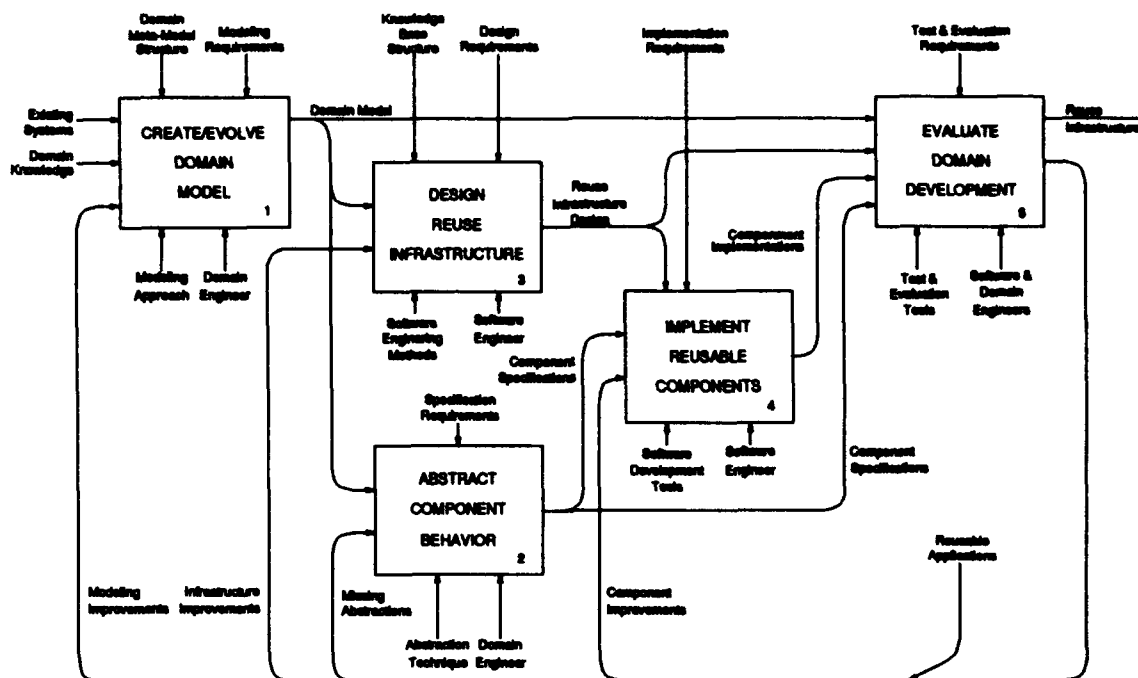 Domain
Meta-Model
Structure
Modeling
Requirements
Knowledge
Base
Structure
Design
Requirements
Implementation
Requirements
Test & Evaluation
Requirements
Existing
Systems
Domain
Knowledge
CREATE/EVOLVE
DOMAIN
MODEL
1
Domain Model
Modeling
Approach
Domain
Engineer
DESIGN
REUSE
INFRASTRUCTURE
3
Reuse
Infrastructure
Design
Software
Enginering
Methods
Software
Engineer
EVALUATE
DOMAIN
DEVELOPMENT
5
Reuse
Infrastructure
Component
Implementations
Test &
Evaluation
Tools
Software &
Domain
Engineers
IMPLEMENT
REUSABLE
COMPONENTS
4
Component
Specifications
Software
Development
Tools
Software
Engineer
Specification
Requirements
ABSTRACT
COMPONENT
BEHAVIOR
2
Component
Specifications
Reusable
Applications
Modeling
Improvements
Infrastructure
Improvements
Missing
Abstractions
Component
Improvements
Abstraction
Technique
Domain
Engineer